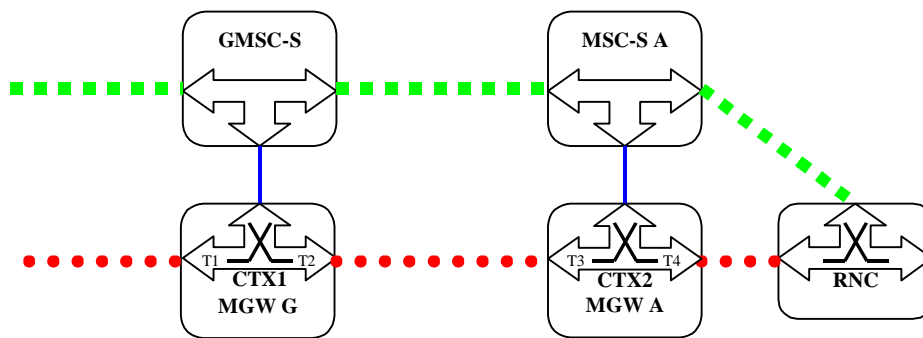 GMSC-S
MSC-S A
T1 T2
CTX1
MGW G
T3 T4
CTX2
MGW A
RNC